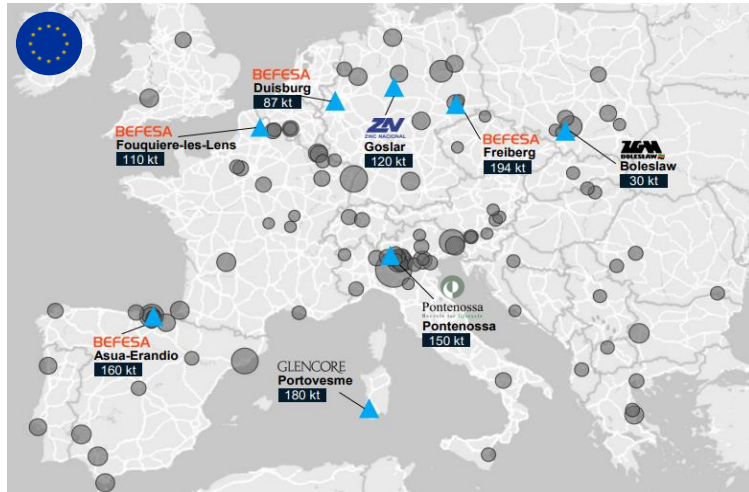 BEFESA
Duisburg
87 kt
BEFESA
Fouquiere-les-Lens
110 kt
ZN
ZINC NACIONAL
Goslar
120 kt
BEFESA
Freiberg
194 kt
ZGM
BOLESŁAW
Boleslaw
30 kt
Pontenossa
Pontenossa
150 kt
BEFESA
Asua-Erandio
160 kt
GLENCORE
Portovesme
180 kt